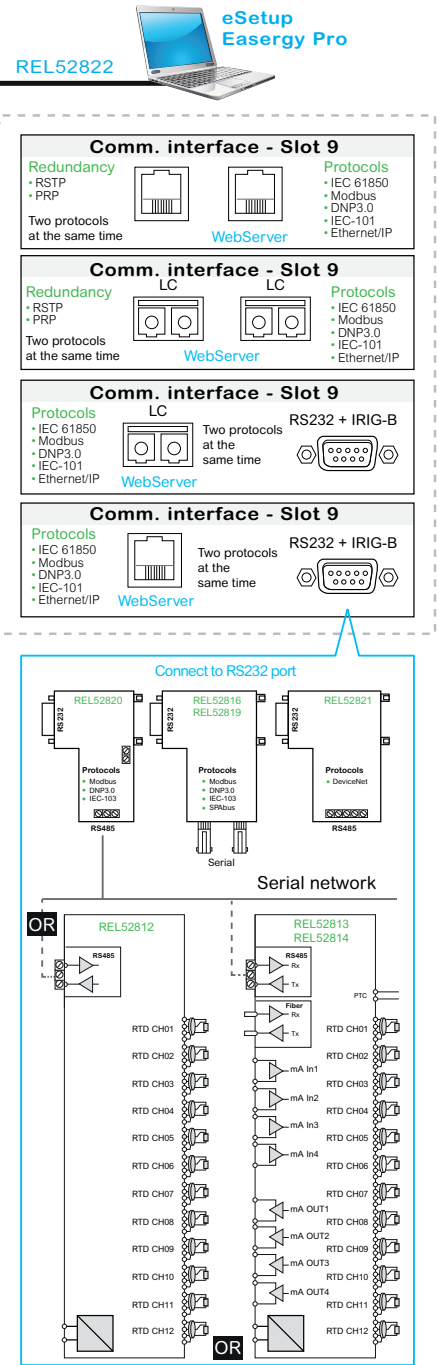 eSetup
Easergy Pro
REL52822
Comm. interface - Slot 9
Redundancy
• RSTP
• PRP
Two protocols
at the same time
WebServer
Protocols
• IEC 61850
• Modbus
• DNP3.0
• IEC-101
• Ethernet/IP
Comm. interface - Slot 9
Redundancy
• RSTP
• PRP
Two protocols
at the same time
LC
LC
WebServer
Protocols
• IEC 61850
• Modbus
• DNP3.0
• IEC-101
• Ethernet/IP
Comm. interface - Slot 9
Protocols
• IEC 61850
• Modbus
• DNP3.0
• IEC-101
• Ethernet/IP
LC
WebServer
Two protocols
at the
same time
RS232 + IRIG-B
Comm. interface - Slot 9
Protocols
• IEC 61850
• Modbus
• DNP3.0
• IEC-101
• Ethernet/IP
WebServer
Two protocols
at the
same time
RS232 + IRIG-B
Connect to RS232 port
REL52820
RS232
Protocols
• Modbus
• DNP3.0
• IEC-103
RS485
REL52816
REL52819
RS232
Protocols
• Modbus
• DNP3.0
• IEC-103
• SPAbus
Serial
REL52821
RS232
Protocols
• DeviceNet
RS485
Serial network
OR
REL52812
RS485
RTD CH01
RTD CH02
RTD CH03
RTD CH04
RTD CH05
RTD CH06
RTD CH07
RTD CH08
RTD CH09
RTD CH10
RTD CH11
RTD CH12
OR
REL52813
REL52814
RS485
Rx
Tx
Fiber
Rx
Tx
mA In1
mA In2
mA In3
mA In4
mA OUT1
mA OUT2
mA OUT3
mA OUT4
PTC
RTD CH01
RTD CH02
RTD CH03
RTD CH04
RTD CH05
RTD CH06
RTD CH07
RTD CH08
RTD CH09
RTD CH10
RTD CH11
RTD CH12